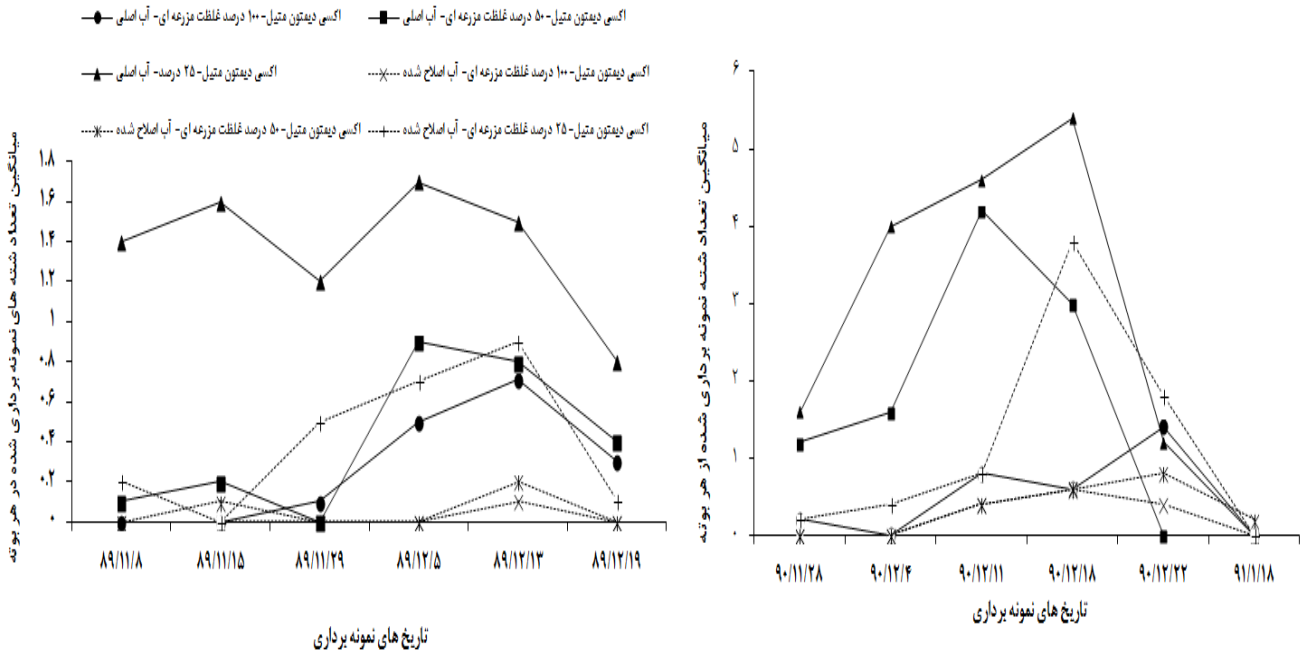 اکسی دیمتون متیل- ۱۰۰ درصد غلظت مزرعه ای- آب اصلی
اکسی دیمتون متیل- ۵۰ درصد غلظت مزرعه ای- آب اصلی
اکسی دیمتون متیل- ۲۵ درصد- آب اصلی
اکسی دیمتون متیل- ۱۰۰ درصد غلظت مزرعه ای- آب اصلاح شده
اکسی دیمتون متیل- ۵۰ درصد غلظت مزرعه ای- آب اصلاح شده
اکسی دیمتون متیل- ۲۵ درصد غلظت مزرعه ای- آب اصلاح شده
میانگین تعداد شته های نمونه برداری شده در هر بوته
۱.۸
۱.۶
۱.۴
۱.۲
۱
۰.۸
۰.۶
۰.۴
۰.۲
۰
۸۹/۱۱/۸ ۸۹/۱۱/۱۵ ۸۹/۱۱/۲۹ ۸۹/۱۲/۵ ۸۹/۱۲/۱۳ ۸۹/۱۲/۱۹
تاریخ های نمونه برداری
میانگین تعداد شته نمونه برداری شده از هر بوته
۶
۵
۴
۳
۲
۱
۰
۹۰/۱۱/۲۸ ۹۰/۱۲/۴ ۹۰/۱۲/۱۱ ۹۰/۱۲/۱۸ ۹۰/۱۲/۲۲ ۹۱/۱/۱۸
تاریخ های نمونه برداری